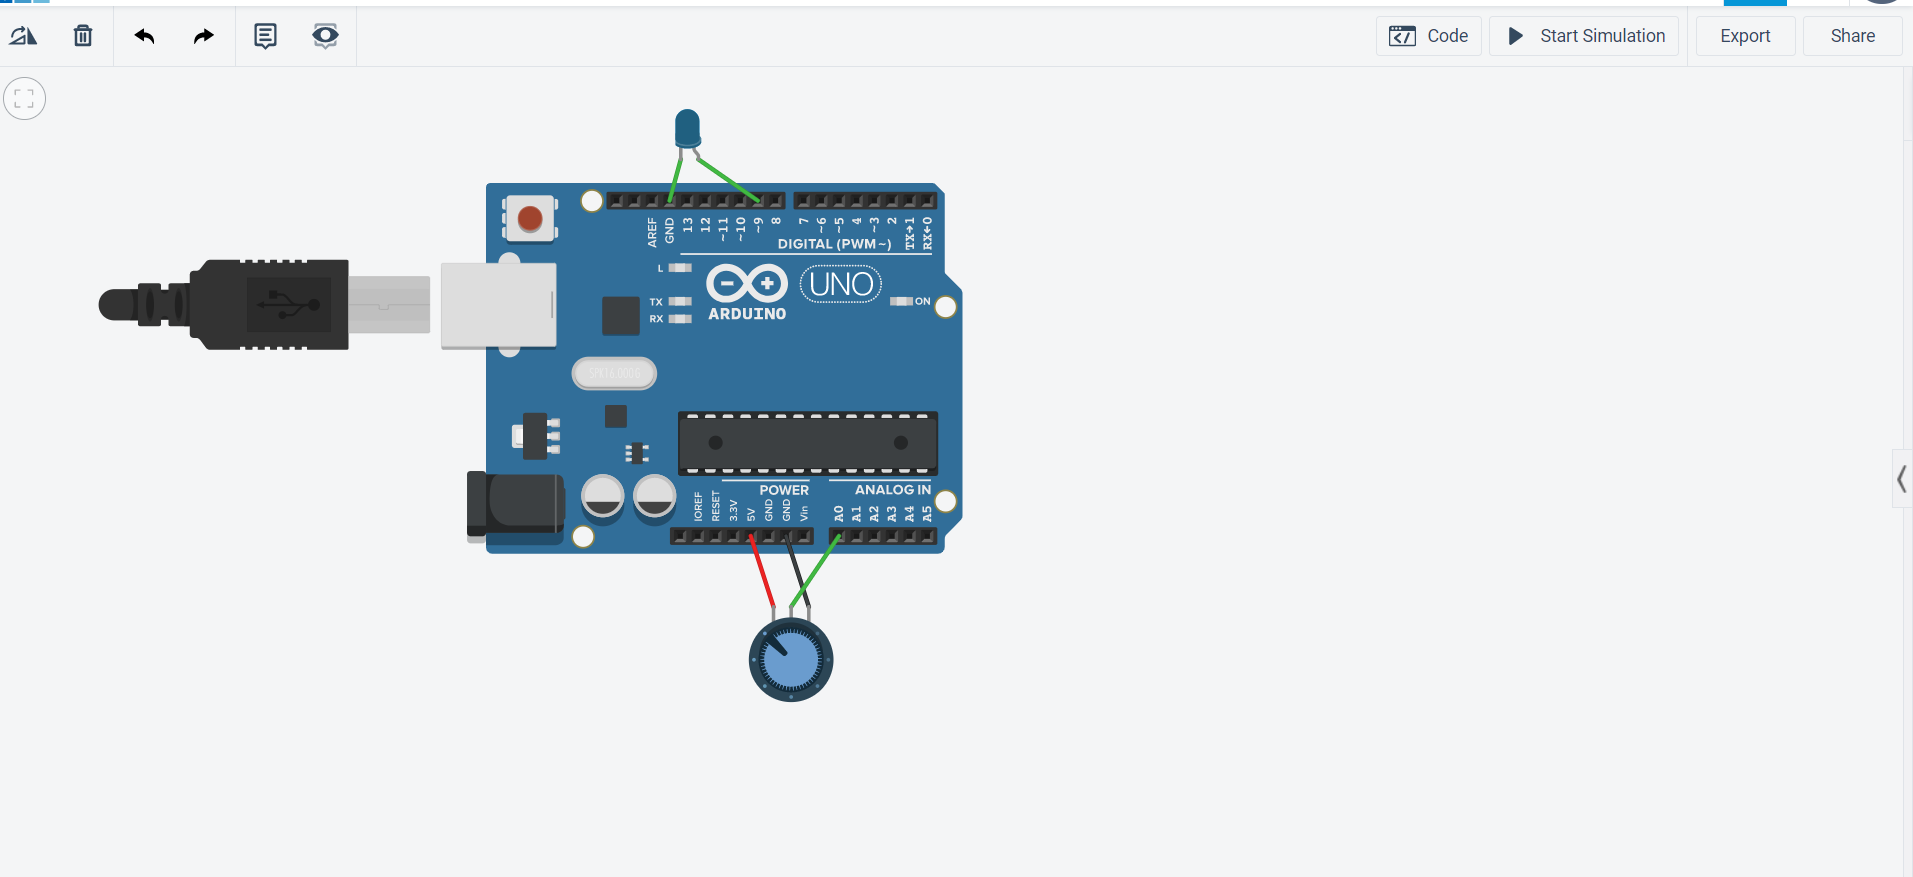 Code
Start Simulation
Export
Share
AREF
GND
13
12
~11
~10
~9
8
7
~6
~5
4
~3
2
TX→1
RX←0
DIGITAL (PWM~)
L
TX
RX
UNO
ON
ARDUINO
POWER
ANALOG IN
IOREF
RESET
3.3V
5V
GND
GND
Vin
A0
A1
A2
A3
A4
A5